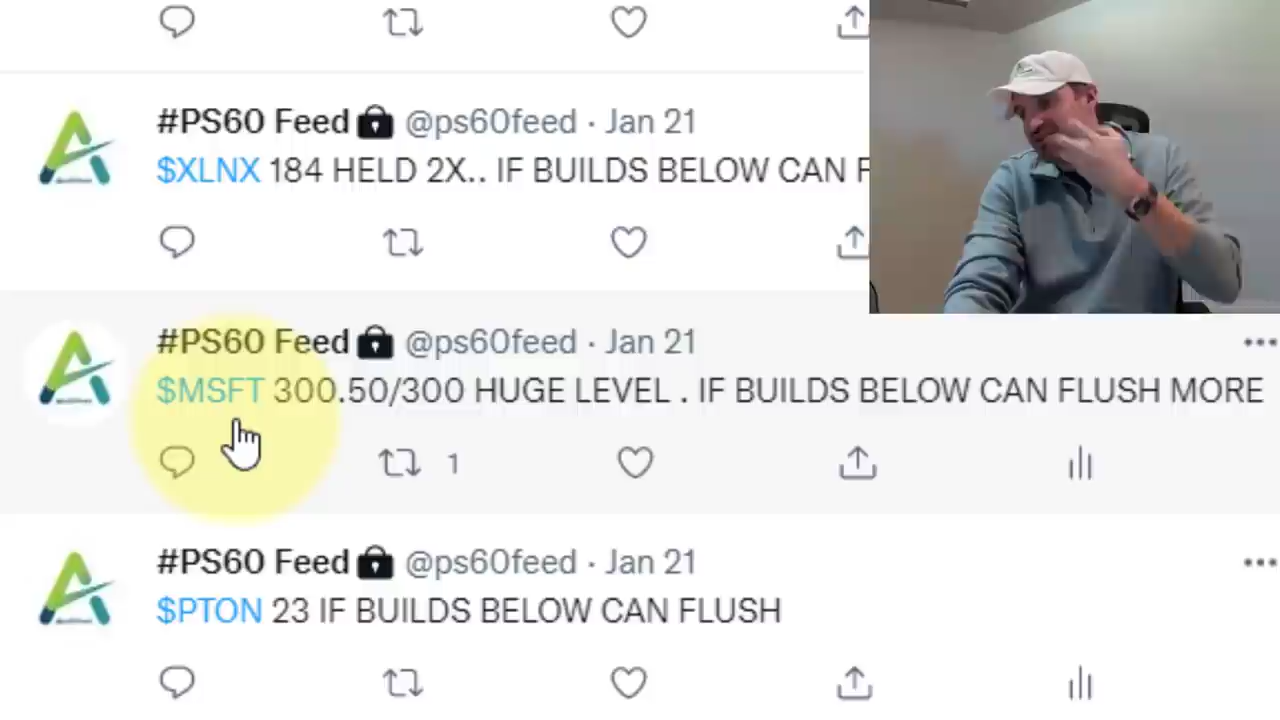 #PS60 Feed🔒 @ps60feed · Jan 21
$XLNX 184 HELD 2X.. IF BUILDS BELOW CAN
#PS60 Feed🔒 @ps60feed · Jan 21
$MSFT 300.50/300 HUGE LEVEL . IF BUILDS BELOW CAN FLUSH MORE
1
#PS60 Feed🔒 @ps60feed · Jan 21
$PTON 23 IF BUILDS BELOW CAN FLUSH